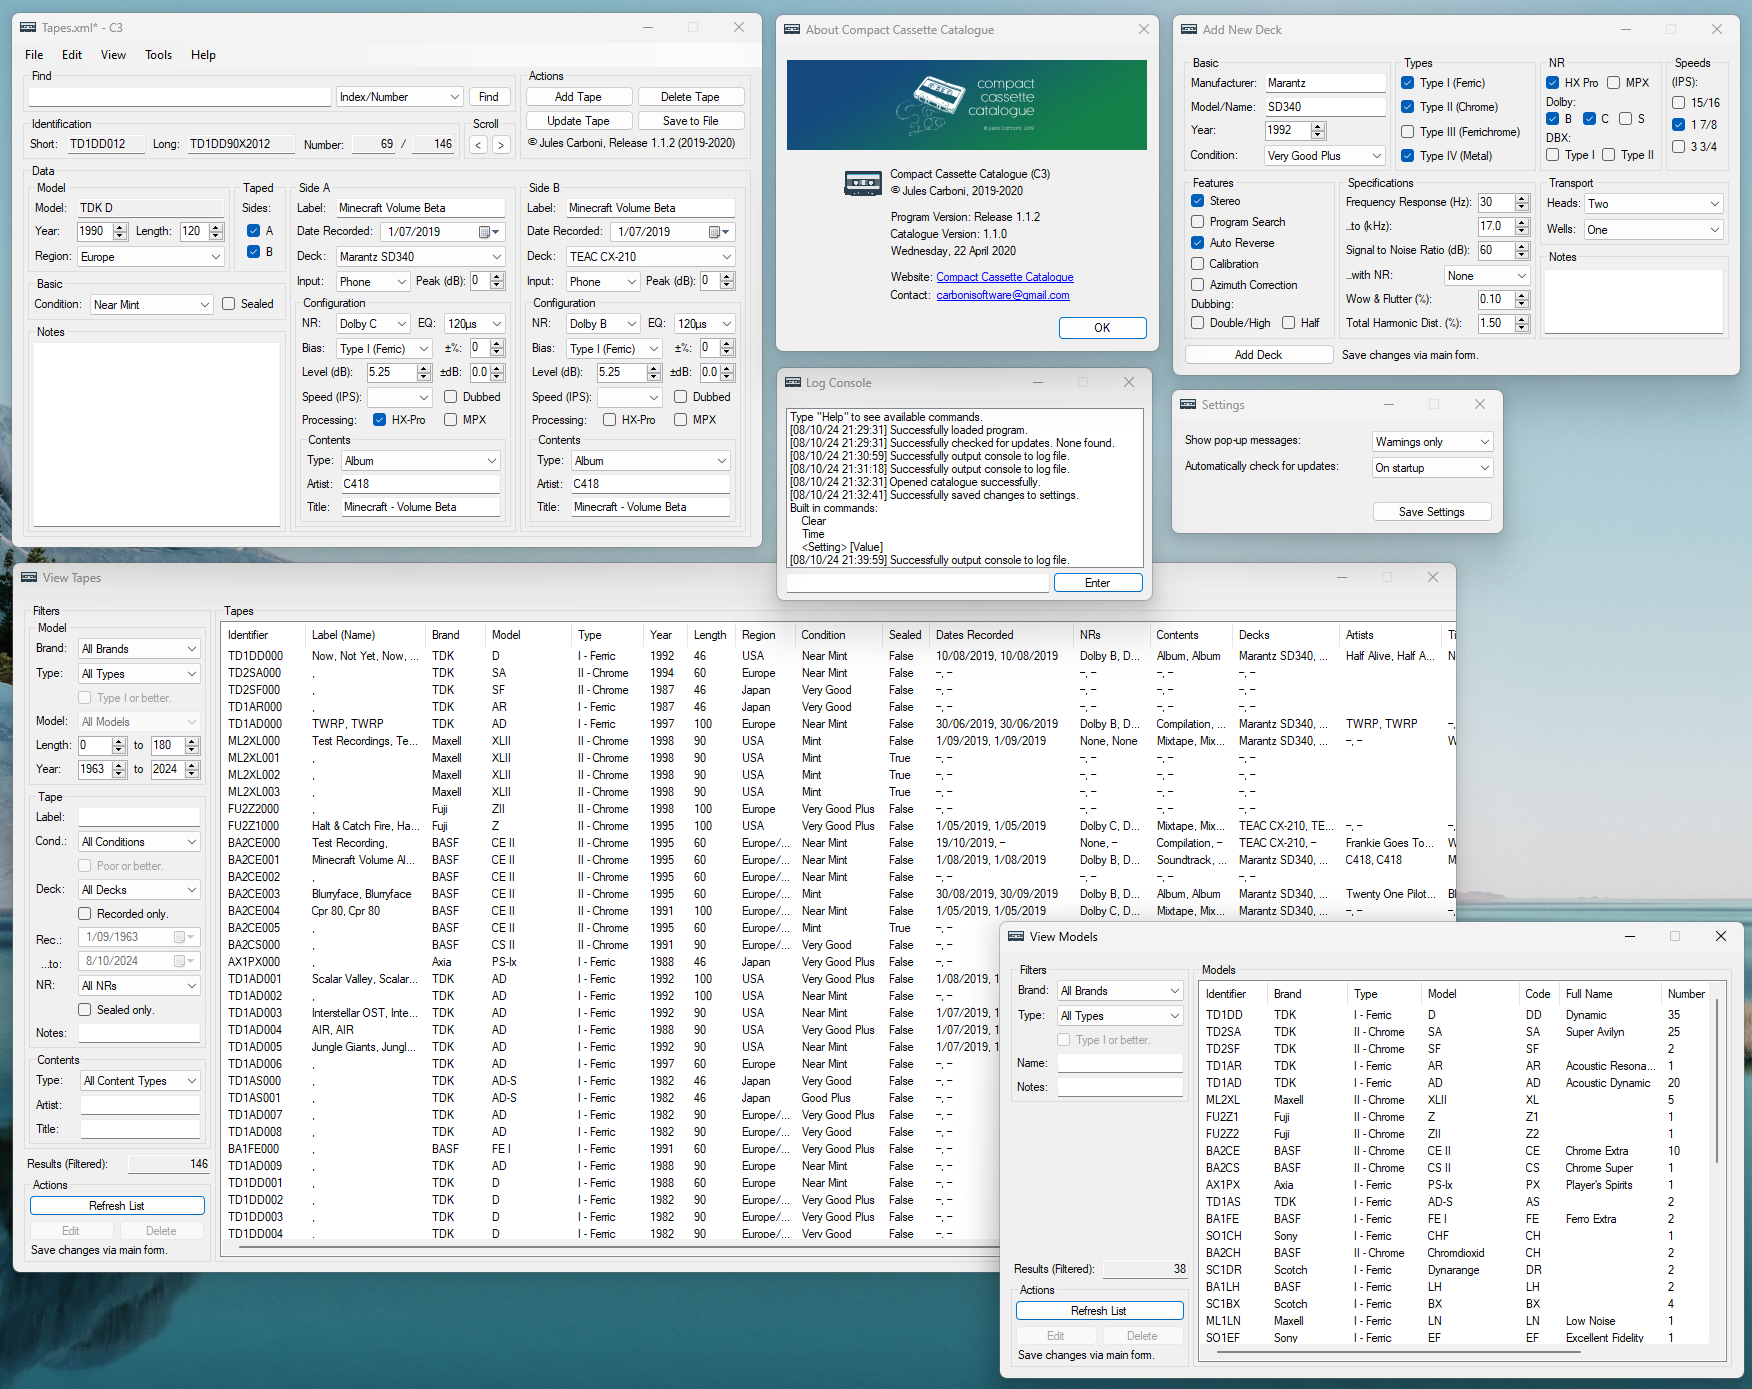 Tapes.xml* - C3
File Edit View Tools Help
Find
Index/Number Find
Identification
Short: TD1DD012 Long: TD1DD90X2012 Number: 69 / 146
Scroll
< >
Actions
Add Tape Delete Tape
Update Tape Save to File
© Jules Carboni, Release 1.1.2 (2019-2020)
Data
Model
Model: TDK D
Year: 1990 Length: 120
Region: Europe
Taped
Sides: A
B
Basic
Condition: Near Mint Sealed
Notes
Side A
Label: Minecraft Volume Beta
Date Recorded: 1/07/2019
Deck: Marantz SD340
Input: Phone Peak (dB): 0
Configuration
NR: Dolby C EQ: 120µs
Bias: Type I (Ferric) ±%: 0
Level (dB): 5.25 ±dB: 0.0
Speed (IPS): Dubbed
Processing: HX-Pro MPX
Contents
Type: Album
Artist: C418
Title: Minecraft - Volume Beta
Side B
Label: Minecraft Volume Beta
Date Recorded: 1/07/2019
Deck: TEAC CX-210
Input: Phone Peak (dB): 0
Configuration
NR: Dolby B EQ: 120µs
Bias: Type I (Ferric) ±%: 0
Level (dB): 5.25 ±dB: 0.0
Speed (IPS): Dubbed
Processing: HX-Pro MPX
Contents
Type: Album
Artist: C418
Title: Minecraft - Volume Beta
About Compact Cassette Catalogue
compact
cassette
catalogue
© Jules Carboni, 2019
Compact Cassette Catalogue (C3)
© Jules Carboni, 2019-2020
Program Version: Release 1.1.2
Catalogue Version: 1.1.0
Wednesday, 22 April 2020
Website: Compact Cassette Catalogue
Contact: carbonisoftware@gmail.com
OK
Add New Deck
Basic
Manufacturer: Marantz
Model/Name: SD340
Year: 1992
Condition: Very Good Plus
Types
Type I (Ferric)
Type II (Chrome)
Type III (Ferrichrome)
Type IV (Metal)
NR
HX Pro MPX
Dolby:
B C S
DBX:
Type I Type II
Speeds
(IPS):
15/16
1 7/8
3 3/4
Features
Stereo
Program Search
Auto Reverse
Calibration
Azimuth Correction
Dubbing:
Double/High Half
Specifications
Frequency Response (Hz): 30
...to (kHz): 17.0
Signal to Noise Ratio (dB): 60
...with NR: None
Wow & Flutter (%): 0.10
Total Harmonic Dist. (%): 1.50
Transport
Heads: Two
Wells: One
Notes
Add Deck Save changes via main form.
Log Console
Type "Help" to see available commands.
[08/10/24 21:29:31] Successfully loaded program.
[08/10/24 21:29:31] Successfully checked for updates. None found.
[08/10/24 21:30:59] Successfully output console to log file.
[08/10/24 21:31:18] Successfully output console to log file.
[08/10/24 21:32:31] Opened catalogue successfully.
[08/10/24 21:32:41] Successfully saved changes to settings.
Built in commands:
Clear
Time
<Setting> [Value]
[08/10/24 21:39:59] Successfully output console to log file.
Enter
Settings
Show pop-up messages: Warnings only
Automatically check for updates: On startup
Save Settings
View Tapes
Filters
Model
Brand: All Brands
Type: All Types
Type I or better.
Model: All Models
Length: 0 to 180
Year: 1963 to 2024
Tape
Label:
Cond.: All Conditions
Poor or better.
Deck: All Decks
Recorded only.
Rec.: 1/09/1963
...to: 8/10/2024
NR: All NRs
Sealed only.
Notes:
Contents
Type: All Content Types
Artist:
Title:
Results (Filtered): 146
Actions
Refresh List
Edit Delete
Save changes via main form.
Tapes
Identifier Label (Name) Brand Model Type Year Length Region Condition Sealed Dates Recorded NRs Contents Decks Artists Ti
TD1DD000 Now, Not Yet, Now, ... TDK D I - Ferric 1992 46 USA Near Mint False 10/08/2019, 10/08/2019 Dolby B, D... Album, Album Marantz SD340, ... Half Alive, Half A... N
TD2SA000 , TDK SA II - Chrome 1994 60 Europe Near Mint False -, - -, - -, - -, -
TD2SF000 , TDK SF II - Chrome 1987 46 Japan Very Good False -, - -, - -, - -, -
TD1AR000 , TDK AR I - Ferric 1987 46 Japan Very Good False -, - -, - -, - -, -
TD1AD000 TWRP, TWRP TDK AD I - Ferric 1997 100 Europe Near Mint False 30/06/2019, 30/06/2019 Dolby B, D... Compilation, ... Marantz SD340, ... TWRP, TWRP -,
ML2XL000 Test Recordings, Te... Maxell XLII II - Chrome 1998 90 USA Mint False 1/09/2019, 1/09/2019 None, None Mixtape, Mix... Marantz SD340, ... -, - W
ML2XL001 , Maxell XLII II - Chrome 1998 90 USA Mint True -, - -, - -, - -, -
ML2XL002 , Maxell XLII II - Chrome 1998 90 USA Mint True -, - -, - -, - -, -
ML2XL003 , Maxell XLII II - Chrome 1998 90 USA Mint True -, - -, - -, - -, -
FU2Z2000 , Fuji ZII II - Chrome 1998 100 Europe Very Good Plus False -, - -, - -, - -, -
FU2Z1000 Halt & Catch Fire, Ha... Fuji Z II - Chrome 1995 100 USA Very Good Plus False 1/05/2019, 1/05/2019 Dolby C, D... Mixtape, Mix... TEAC CX-210, TE... -, -
BA2CE000 Test Recording, BASF CE II II - Chrome 1995 60 Europe/... Near Mint False 19/10/2019, - None, - Compilation, - TEAC CX-210, - Frankie Goes To... W
BA2CE001 Minecraft Volume Al... BASF CE II II - Chrome 1995 60 Europe/... Near Mint False 1/08/2019, 1/08/2019 Dolby B, D... Soundtrack, ... Marantz SD340, ... C418, C418 M
BA2CE002 , BASF CE II II - Chrome 1995 60 Europe/... Near Mint False -, - -, - -, - -, -
BA2CE003 Blurryface, Blurryface BASF CE II II - Chrome 1995 60 Europe/... Mint False 30/08/2019, 30/09/2019 Dolby B, D... Album, Album Marantz SD340, ... Twenty One Pilot... Bl
BA2CE004 Cpr 80, Cpr 80 BASF CE II II - Chrome 1991 100 Europe/... Near Mint False 1/05/2019, 1/05/2019 Dolby C, D... Mixtape, Mix... Marantz SD340, ... -, -
BA2CE005 , BASF CE II II - Chrome 1995 60 Europe/... Near Mint True -, -
BA2CS000 , BASF CS II II - Chrome 1991 90 Europe/... Very Good False -, -
AX1PX000 , Axia PS-Ix I - Ferric 1988 46 Japan Very Good False -, -
TD1AD001 Scalar Valley, Scalar... TDK AD I - Ferric 1992 100 USA Very Good False 1/08/2019, 1
TD1AD002 , TDK AD I - Ferric 1992 100 USA Near Mint False -, -
TD1AD003 Interstellar OST, Inte... TDK AD I - Ferric 1992 90 USA Near Mint False 1/07/2019, 1
TD1AD004 AIR, AIR TDK AD I - Ferric 1988 90 USA Very Good Plus False 1/07/2019, 1
TD1AD005 Jungle Giants, Jungl... TDK AD I - Ferric 1992 90 USA Near Mint False 1/07/2019, 1
TD1AD006 , TDK AD I - Ferric 1997 60 Europe Near Mint False -, -
TD1AS000 , TDK AD-S I - Ferric 1982 46 Japan Very Good False -, -
TD1AS001 , TDK AD-S I - Ferric 1982 46 Japan Good Plus False -, -
TD1AD007 , TDK AD I - Ferric 1982 90 Europe/... Very Good Plus False -, -
TD1AD008 , TDK AD I - Ferric 1982 90 Europe/... Very Good False -, -
BA1FE000 , BASF FE I I - Ferric 1991 60 Europe/... Very Good Plus False -, -
TD1AD009 , TDK AD I - Ferric 1988 90 Europe Near Mint False -, -
TD1DD001 , TDK D I - Ferric 1988 60 Europe Near Mint False -, -
TD1DD002 , TDK D I - Ferric 1982 90 Europe/... Very Good Plus False -, -
TD1DD003 , TDK D I - Ferric 1982 90 Europe/... Very Good Plus False -, -
TD1DD004 , TDK D I - Ferric 1982 90 Europe/... Very Good False -, -
View Models
Filters
Brand: All Brands
Type: All Types
Type I or better.
Name:
Notes:
Results (Filtered): 38
Actions
Refresh List
Edit Delete
Save changes via main form.
Models
Identifier Brand Type Model Code Full Name Number
TD1DD TDK I - Ferric D DD Dynamic 35
TD2SA TDK II - Chrome SA SA Super Avilyn 25
TD2SF TDK II - Chrome SF SF 2
TD1AR TDK I - Ferric AR AR Acoustic Resona... 1
TD1AD TDK I - Ferric AD AD Acoustic Dynamic 20
ML2XL Maxell II - Chrome XLII XL 5
FU2Z1 Fuji II - Chrome Z Z1 1
FU2Z2 Fuji II - Chrome ZII Z2 1
BA2CE BASF II - Chrome CE II CE Chrome Extra 10
BA2CS BASF II - Chrome CS II CS Chrome Super 1
AX1PX Axia I - Ferric PS-Ix PX Player's Spirits 1
TD1AS TDK I - Ferric AD-S AS 2
BA1FE BASF I - Ferric FE I FE Ferro Extra 2
SO1CH Sony I - Ferric CHF CH 1
BA2CH BASF II - Chrome Chromdioxid CH 2
SC1DR Scotch I - Ferric Dynarange DR 2
BA1LH BASF I - Ferric LH LH 2
SC1BX Scotch I - Ferric BX BX 4
ML1LN Maxell I - Ferric LN LN Low Noise 1
SO1EF Sony I - Ferric EF EF Excellent Fidelity 1